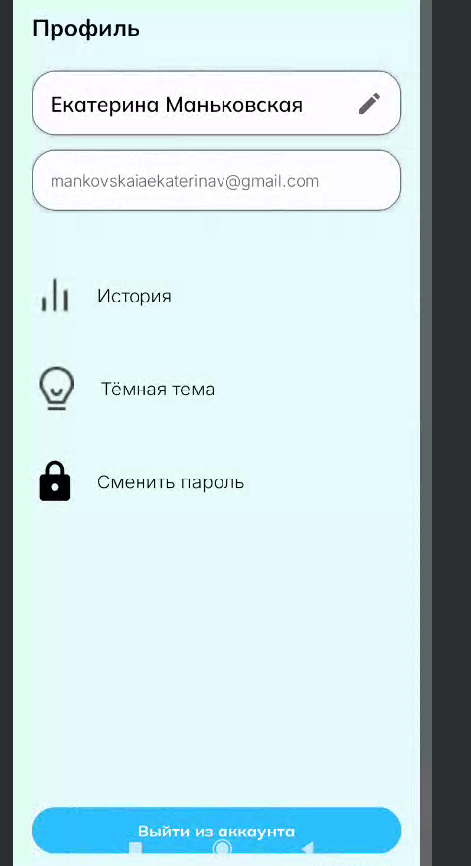 Профиль
Екатерина Маньковская
mankovskaiaekaterinav@gmail.com
История
Тёмная тема
Сменить пароль
Выйти из аккаунта